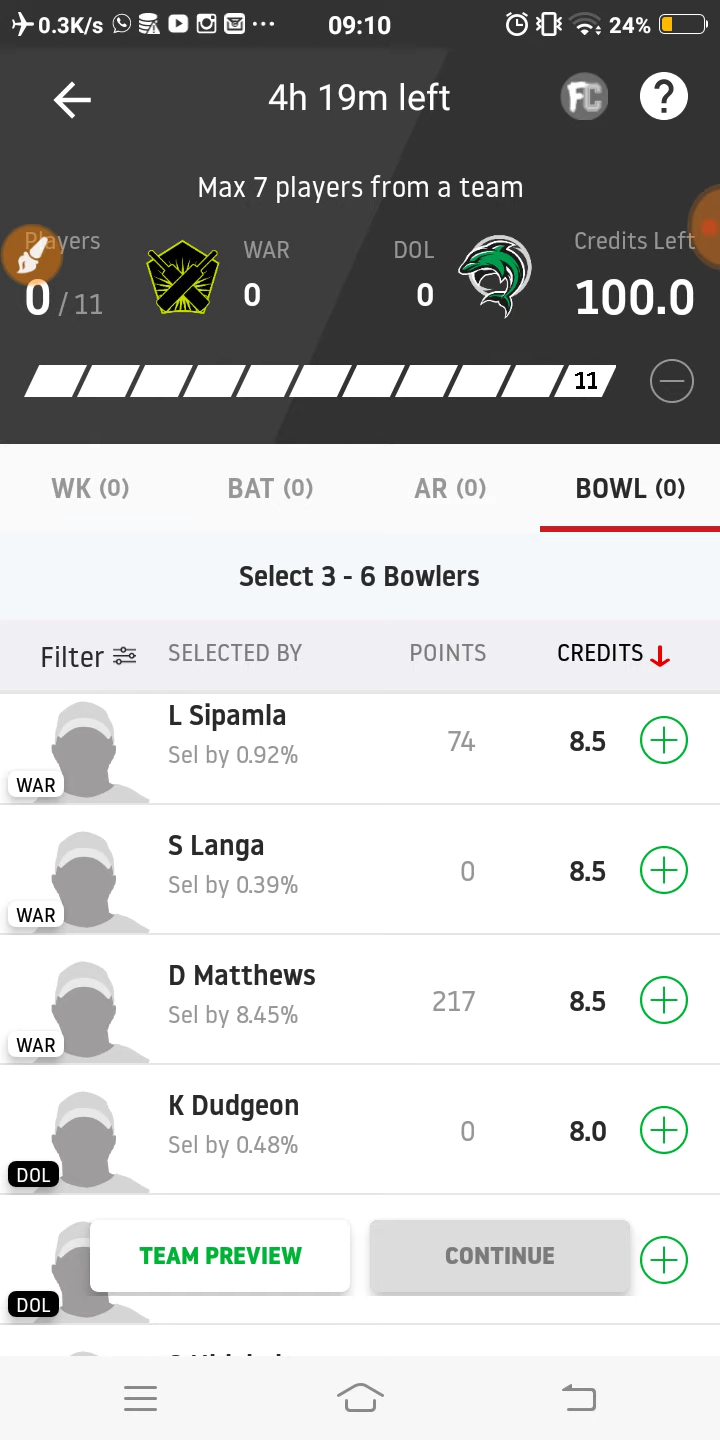 0.3K/s ... 09:10 24%
4h 19m left FC ?
Max 7 players from a team
Players WAR DOL Credits Left
0 / 11 0 0 100.0
11
WK (0) BAT (0) AR (0) BOWL (0)
Select 3 - 6 Bowlers
Filter SELECTED BY POINTS CREDITS
L Sipamla
Sel by 0.92% 74 8.5
WAR
S Langa
Sel by 0.39% 0 8.5
WAR
D Matthews
Sel by 8.45% 217 8.5
WAR
K Dudgeon
Sel by 0.48% 0 8.0
DOL
TEAM PREVIEW CONTINUE
DOL